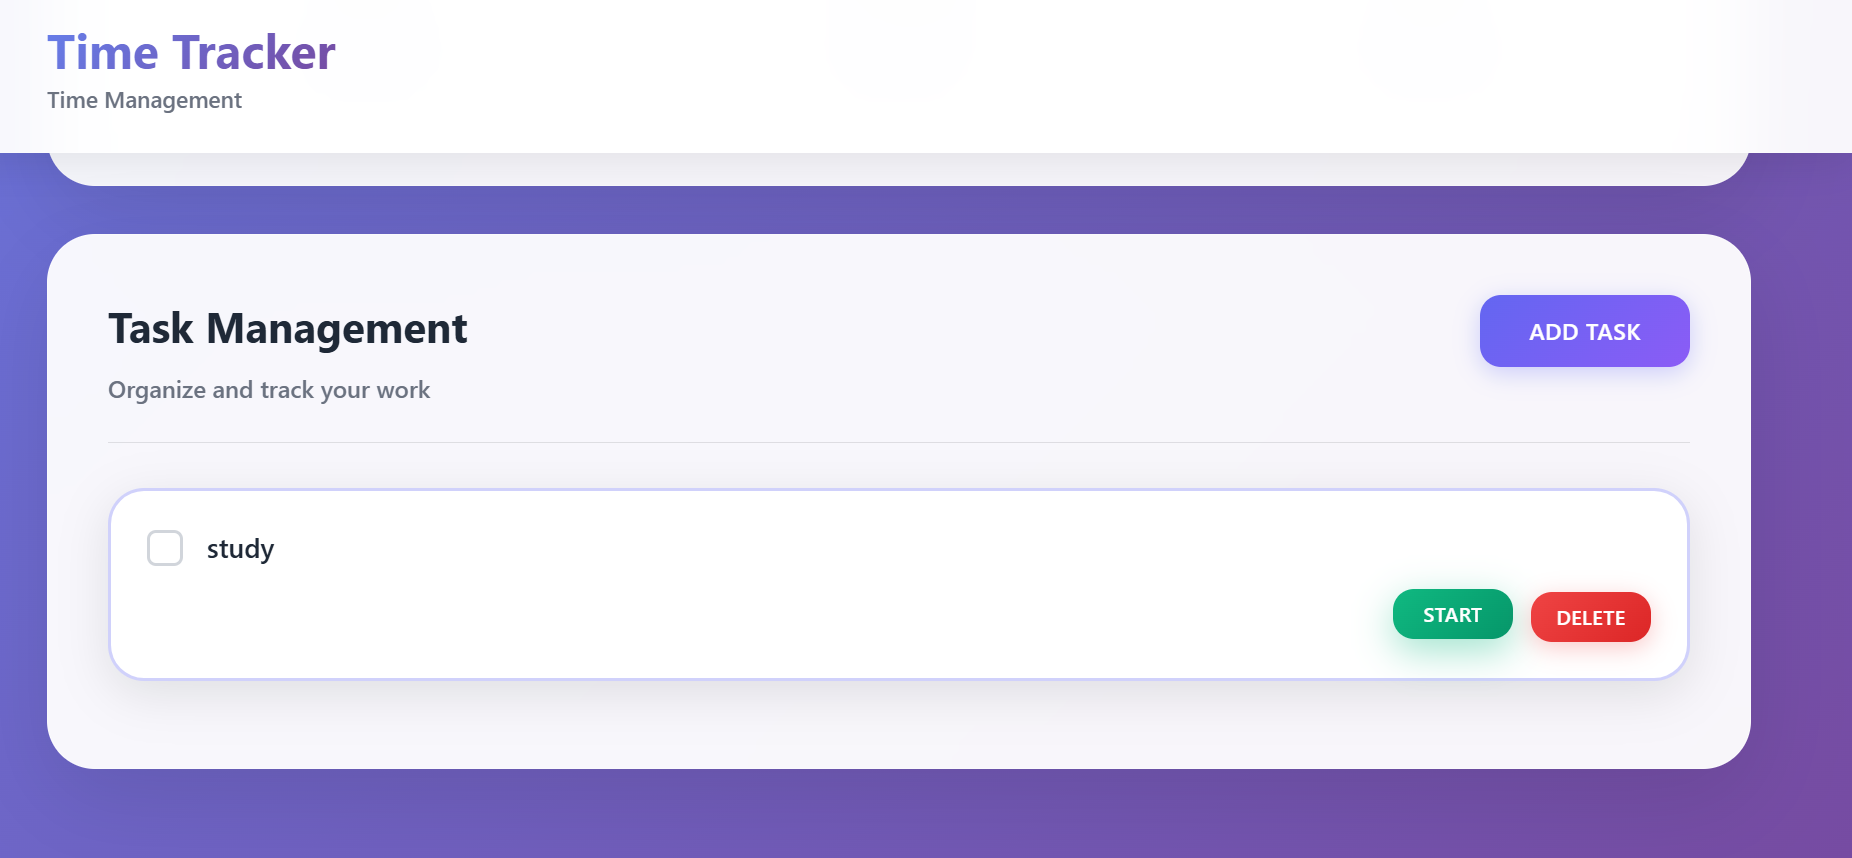 Time Tracker
Time Management
Task Management
ADD TASK
Organize and track your work
study
START
DELETE